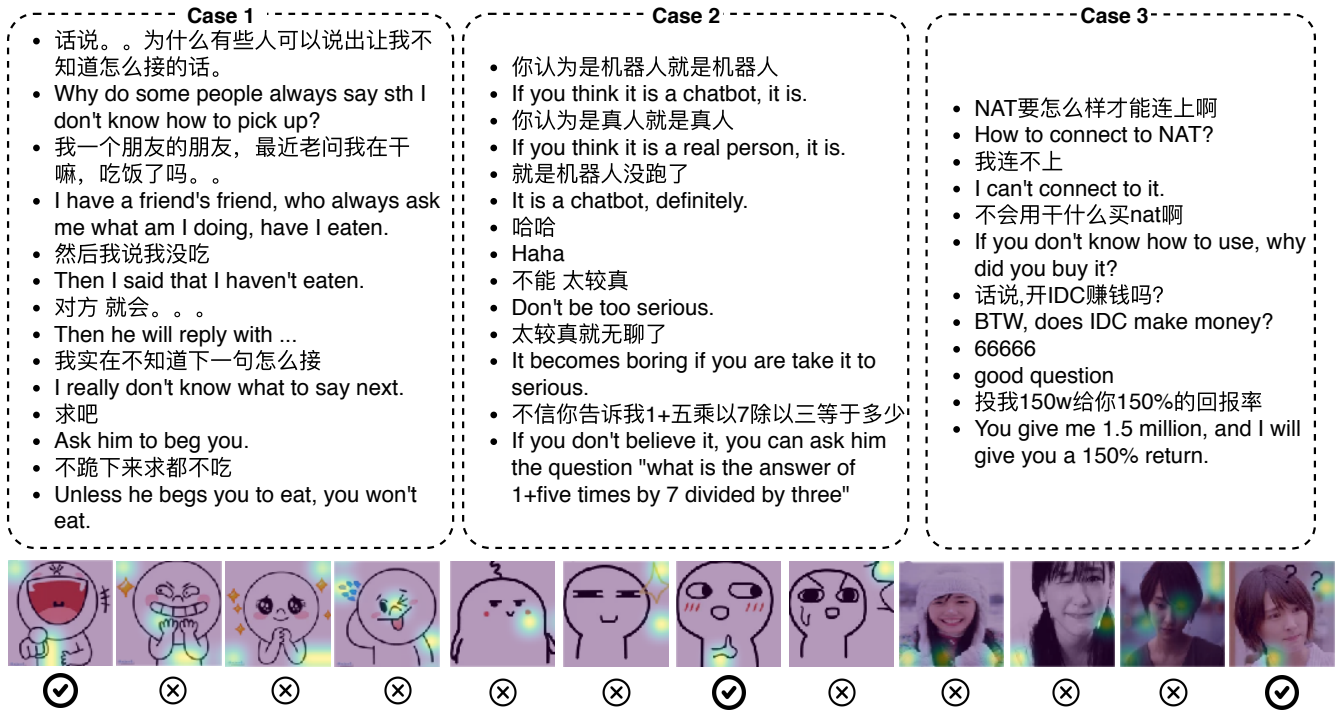 Case 1
• 话说。。为什么有些人可以说出让我不
知道怎么接的话。
• Why do some people always say sth I
don't know how to pick up?
• 我一个朋友的朋友，最近老问我在干
嘛，吃饭了吗。。
• I have a friend's friend, who always ask
me what am I doing, have I eaten.
• 然后我说我没吃
• Then I said that I haven't eaten.
• 对方 就会。。。
• Then he will reply with ...
• 我实在不知道下一句怎么接
• I really don't know what to say next.
• 求吧
• Ask him to beg you.
• 不跪下来求都不吃
• Unless he begs you to eat, you won't
eat.
Case 2
• 你认为是机器人就是机器人
• If you think it is a chatbot, it is.
• 你认为是真人就是真人
• If you think it is a real person, it is.
• 就是机器人没跑了
• It is a chatbot, definitely.
• 哈哈
• Haha
• 不能 太较真
• Don't be too serious.
• 太较真就无聊了
• It becomes boring if you are take it to
serious.
• 不信你告诉我1+五乘以7除以三等于多少
• If you don't believe it, you can ask him
the question "what is the answer of
1+five times by 7 divided by three"
Case 3
• NAT要怎么样才能连上啊
• How to connect to NAT?
• 我连不上
• I can't connect to it.
• 不会用干什么买nat啊
• If you don't know how to use, why
did you buy it?
• 话说,开IDC赚钱吗?
• BTW, does IDC make money?
• 66666
• good question
• 投我150w给你150%的回报率
• You give me 1.5 million, and I will
give you a 150% return.
? ?